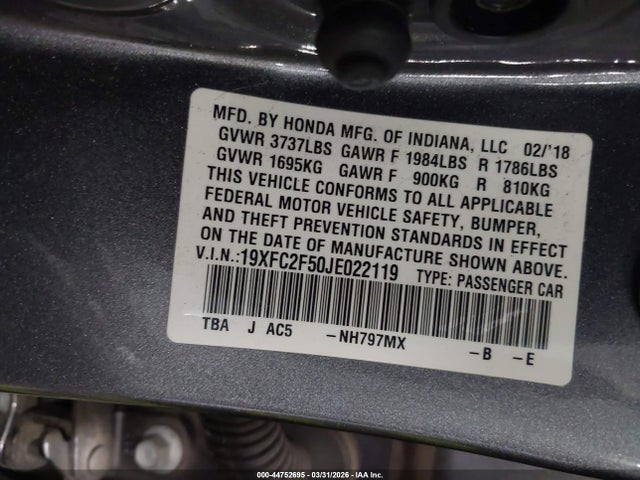 MFD. BY HONDA MFG. OF INDIANA, LLC 02/'18
GVWR 3737LBS GAWR F 1984LBS R 1786LBS
GVWR 1695KG GAWR F 900KG R 810KG
THIS VEHICLE CONFORMS TO ALL APPLICABLE
FEDERAL MOTOR VEHICLE SAFETY, BUMPER,
AND THEFT PREVENTION STANDARDS IN EFFECT
ON THE DATE OF MANUFACTURE SHOWN ABOVE.
V.I.N.:19XFC2F50JE022119 TYPE: PASSENGER CAR
TBA J AC5 -NH797MX -B -E
000-44752695 - 03/31/2026 - IAA Inc.